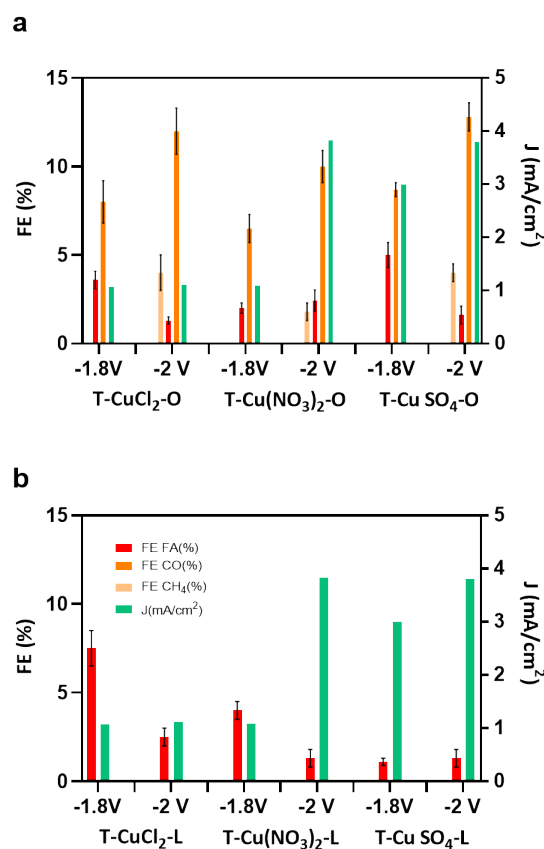 a
15
10
5
0
FE (%)
5
4
3
2
1
0
J (mA/cm²)
-1.8V -2 V -1.8V -2 V -1.8V -2 V
T-CuCl₂-O T-Cu(NO₃)₂-O T-Cu SO₄-O
b
15
10
5
0
FE (%)
FE FA(%)
FE CO(%)
FE CH₄(%)
J(mA/cm²)
5
4
3
2
1
0
J (mA/cm²)
-1.8V -2 V -1.8V -2 V -1.8V -2 V
T-CuCl₂-L T-Cu(NO₃)₂-L T-Cu SO₄-L